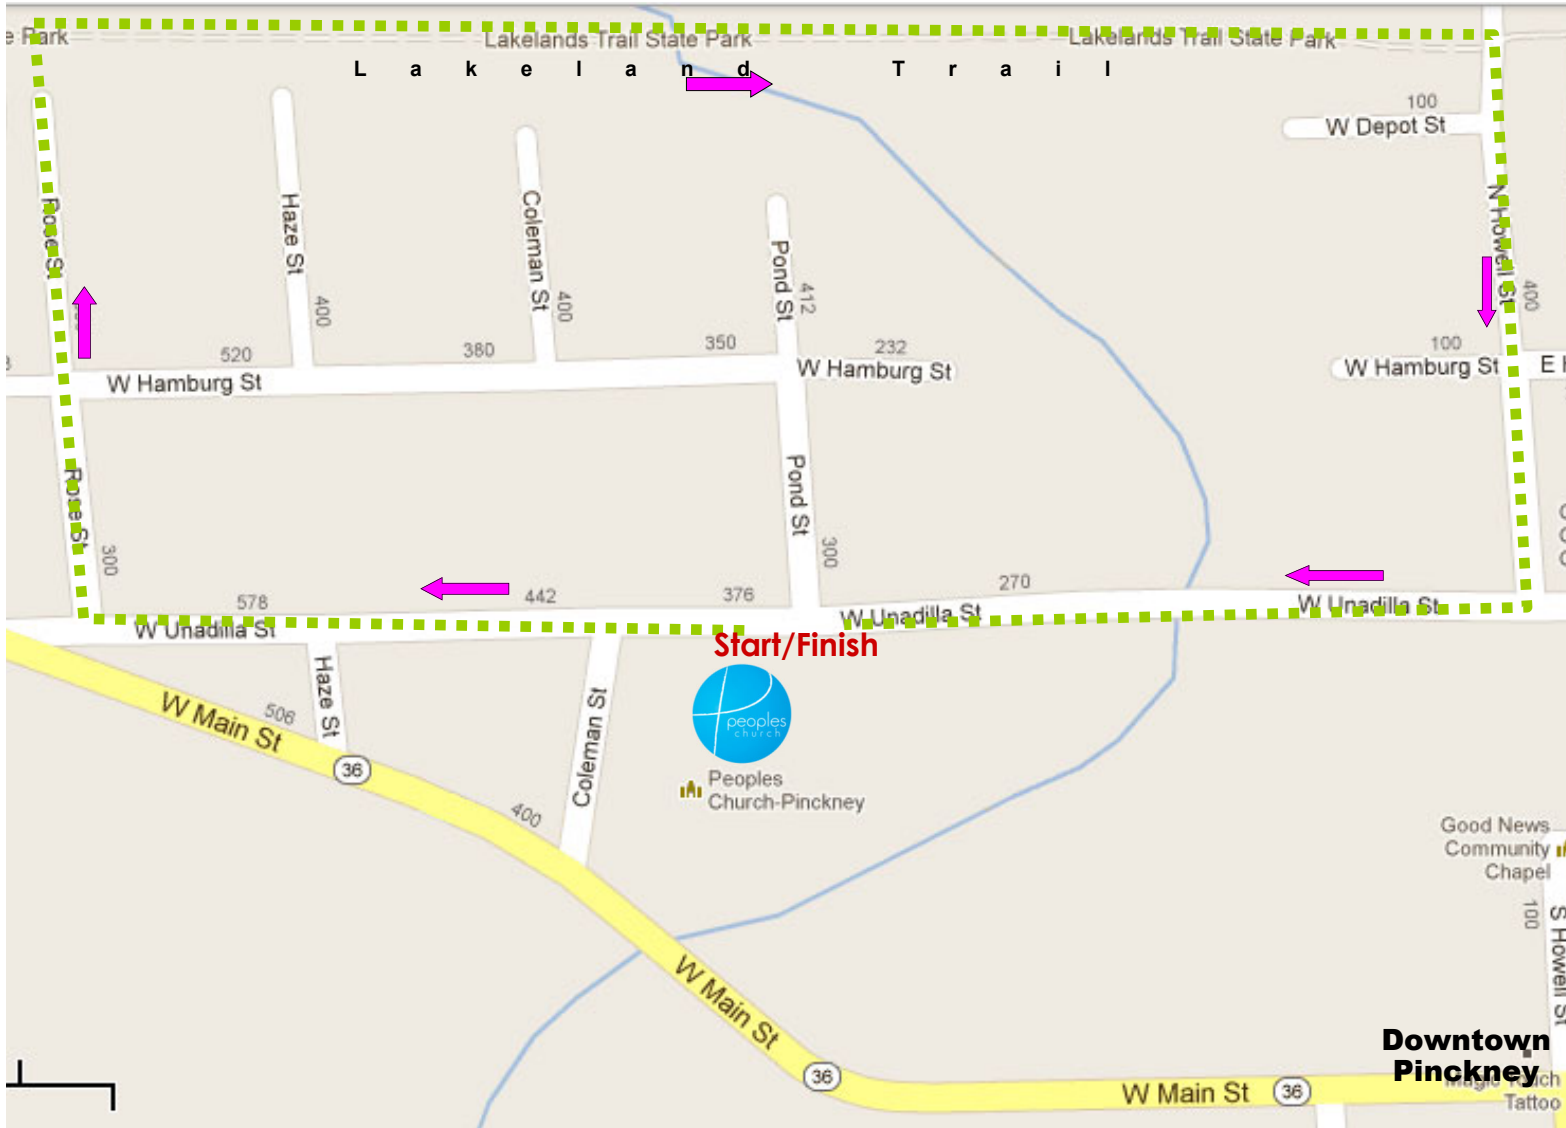 e Park
Lakelands Trail State Park
Lakelands Trail State Park
Lakeland Trail
100
W Depot St
Rose St
Haze St
Coleman St
Pond St
N Howell St
400
400
412
400
520
380
350
232
100
W Hamburg St
W Hamburg St
W Hamburg St
E H
Rose St
Pond St
300
300
578
442
376
270
W Unadilla St
W Unadilla St
W Unadilla St
Start/Finish
Haze St
Coleman St
peoples
church
Peoples
Church-Pinckney
W Main St
506
36
400
Good News
Community
Chapel
100
S Howell St
W Main St
36
W Main St
36
Downtown
Pinckney
Tattoo